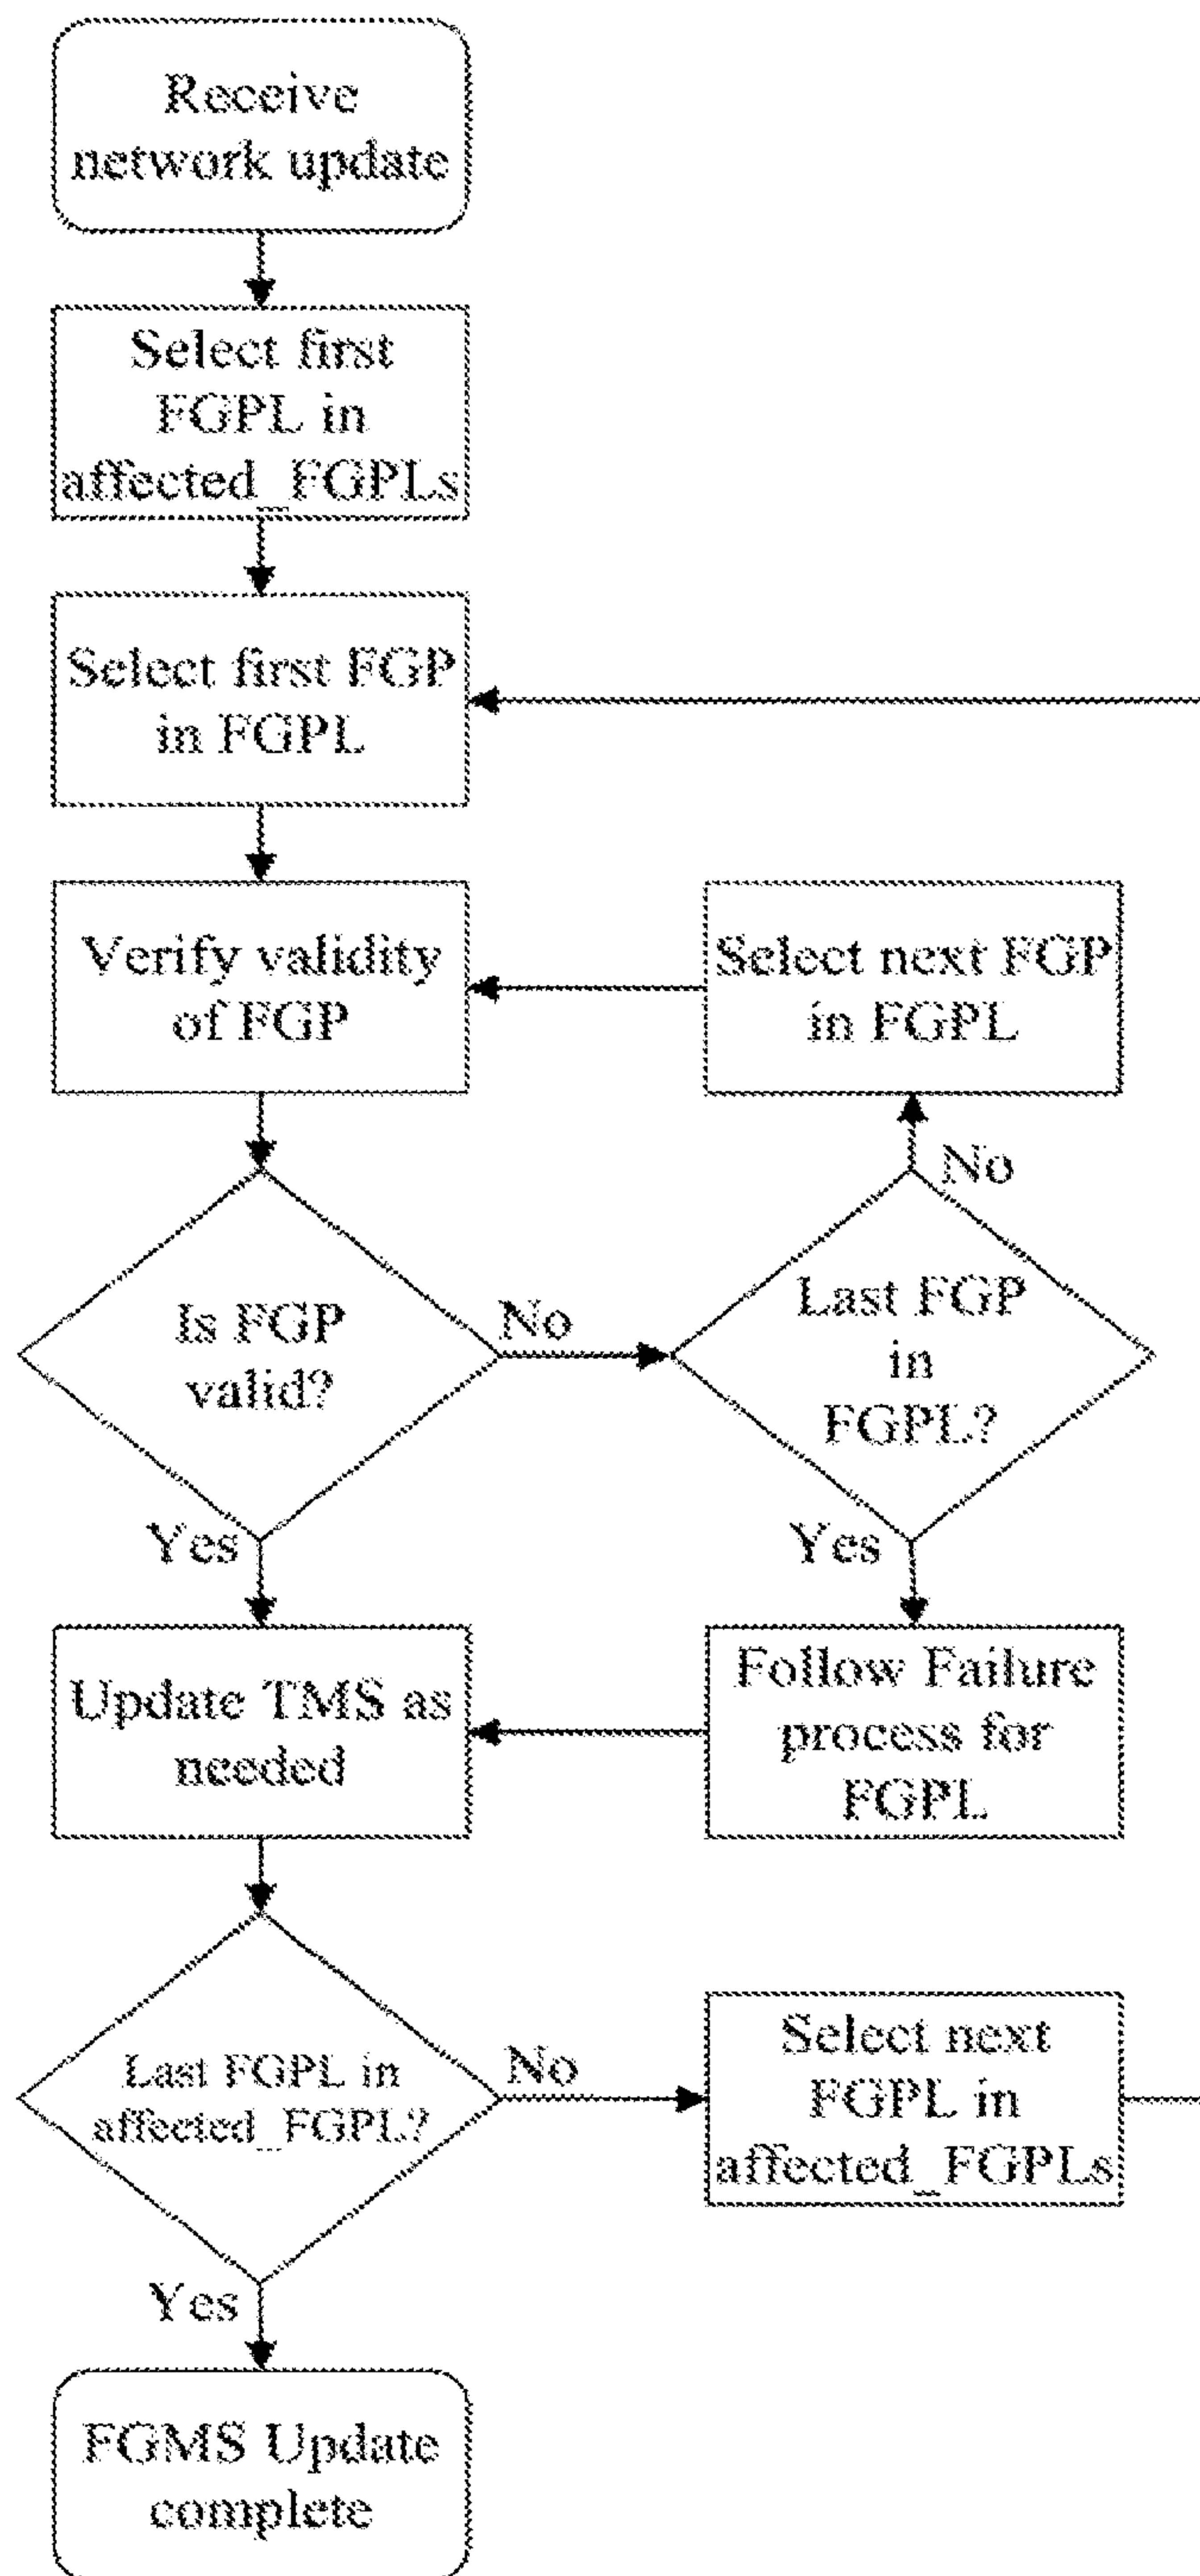 Receive
network update
Select first
FGPL in
affected_FGPLs
Select first FGP
in FGPL
Verify validity
of FGP
Select next FGP
in FGPL
No
Is FGP
valid?
No
Last FGP
in
FGPL?
Yes
Yes
Update TMS as
needed
Follow Failure
process for
FGPL
Last FGPL in
affected_FGPL?
No
Select next
FGPL in
affected_FGPLs
Yes
FGMS Update
complete